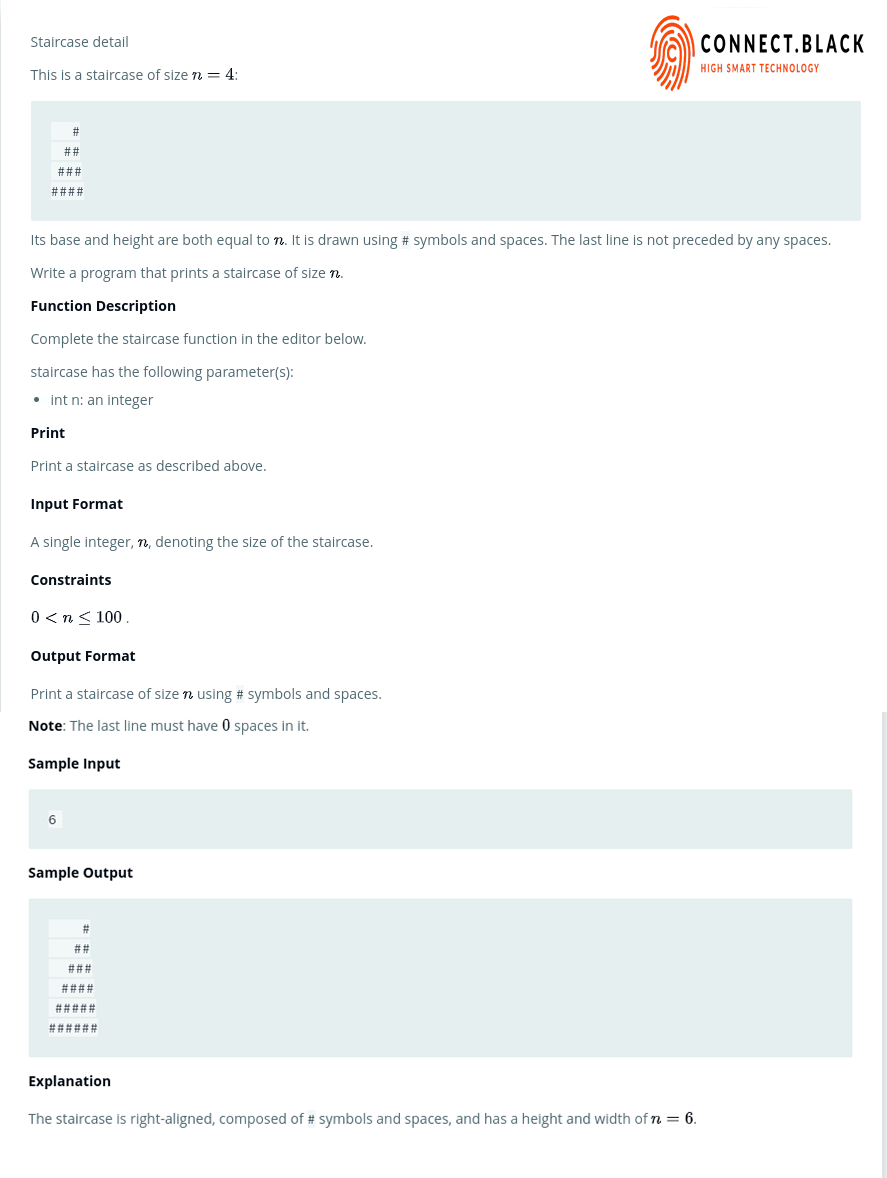 Staircase detail
CONNECT.BLACK
HIGH SMART TECHNOLOGY
This is a staircase of size n = 4:
   #
  ##
 ###
####
Its base and height are both equal to n. It is drawn using # symbols and spaces. The last line is not preceded by any spaces.
Write a program that prints a staircase of size n.
Function Description
Complete the staircase function in the editor below.
staircase has the following parameter(s):
• int n: an integer
Print
Print a staircase as described above.
Input Format
A single integer, n, denoting the size of the staircase.
Constraints
0 < n ≤ 100 .
Output Format
Print a staircase of size n using # symbols and spaces.
Note: The last line must have 0 spaces in it.
Sample Input
6
Sample Output
     #
    ##
   ###
  ####
 #####
######
Explanation
The staircase is right-aligned, composed of # symbols and spaces, and has a height and width of n = 6.